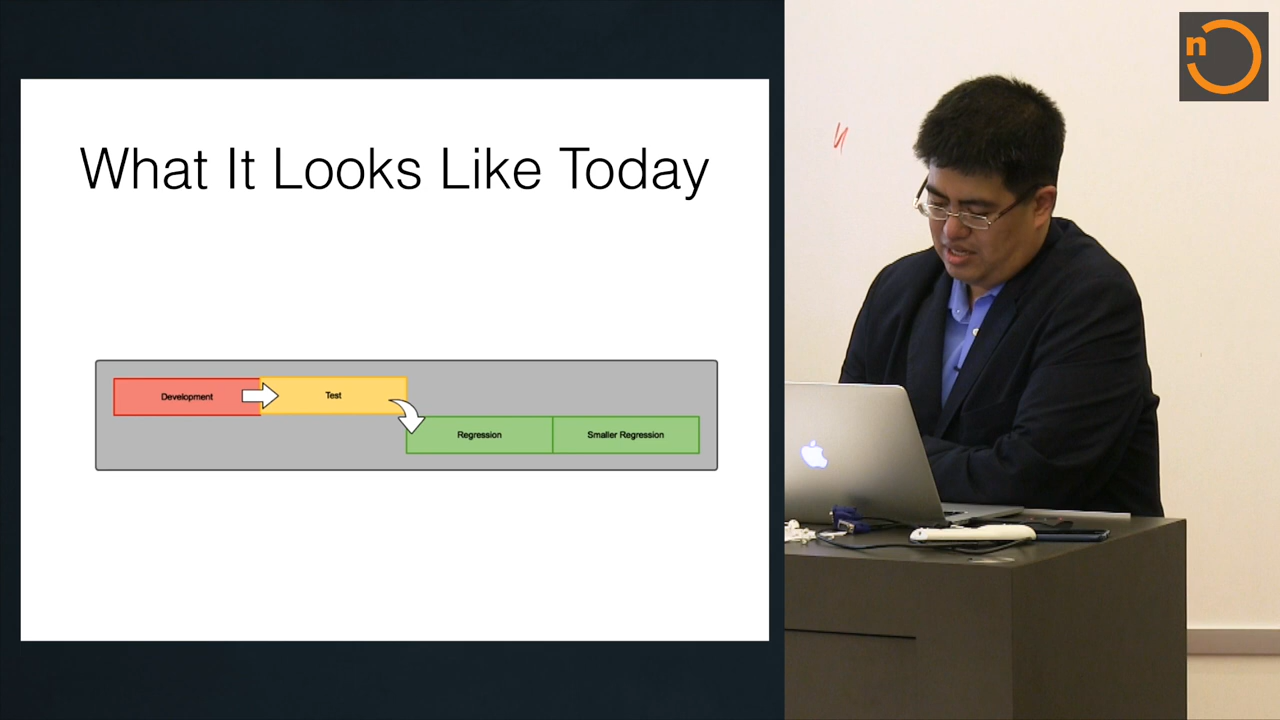 What It Looks Like Today
Development
Test
Regression
Smaller Regression
n